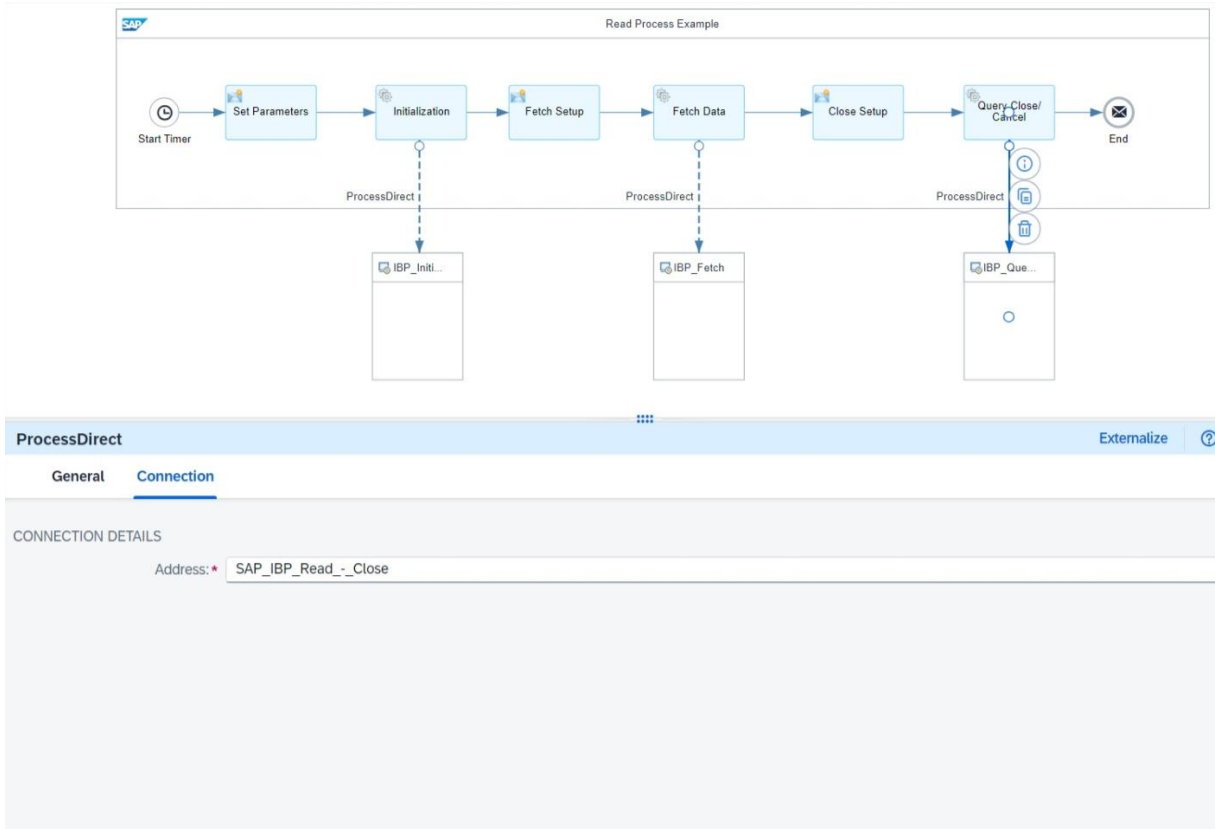 SAP
Read Process Example
Set Parameters
Initialization
Fetch Setup
Fetch Data
Close Setup
Query Close/
Cancel
Start Timer
End
ProcessDirect
ProcessDirect
ProcessDirect
IBP_Initi...
IBP_Fetch
IBP_Que...
ProcessDirect
Externalize
General
Connection
CONNECTION DETAILS
Address:*
SAP_IBP_Read_-_Close